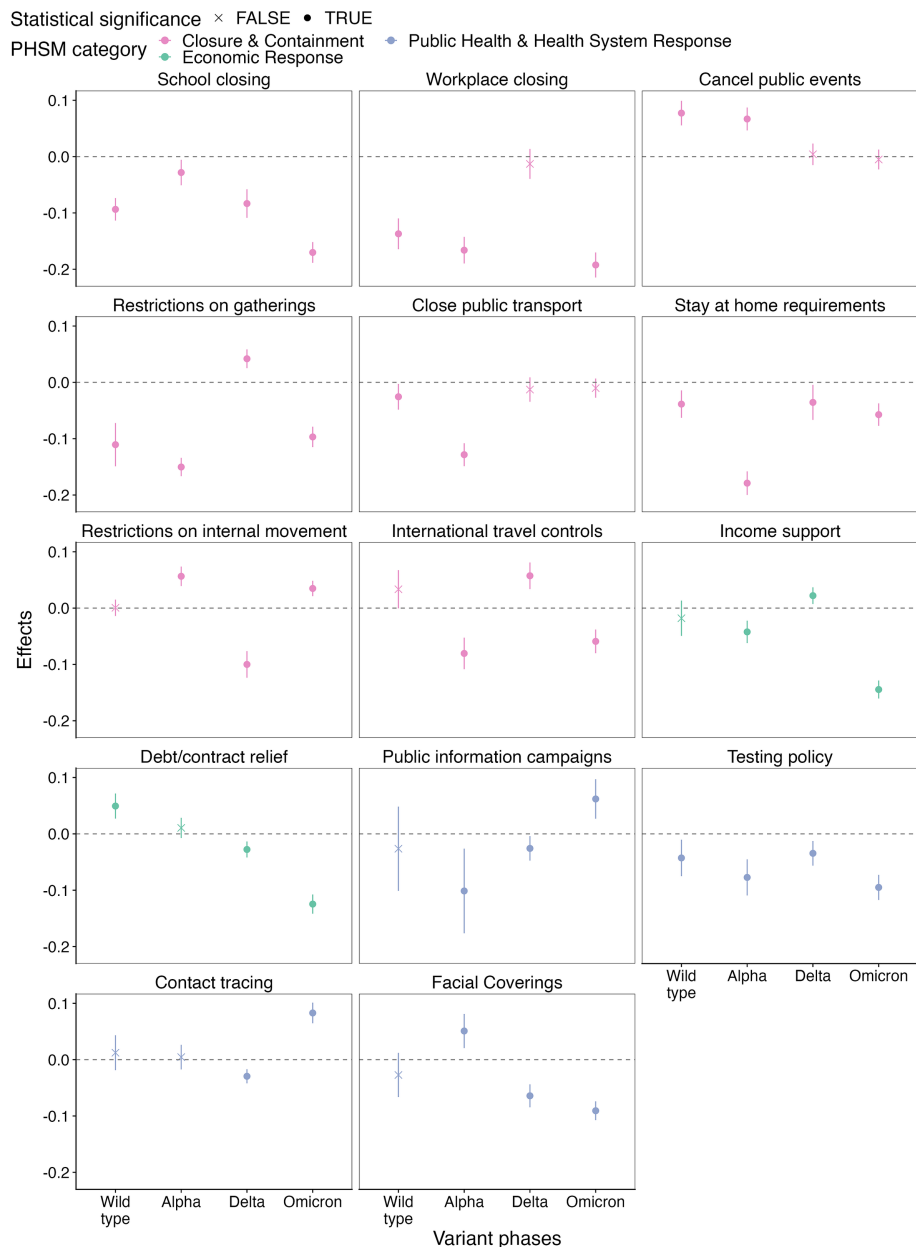 Statistical significance × FALSE ● TRUE
PHSM category Closure & Containment Public Health & Health System Response
Economic Response
School closing Workplace closing Cancel public events
0.1
0.0
-0.1
-0.2
Restrictions on gatherings Close public transport Stay at home requirements
0.1
0.0
-0.1
-0.2
Restrictions on internal movement International travel controls Income support
0.1
0.0
-0.1
-0.2
Effects
Debt/contract relief Public information campaigns Testing policy
0.1
0.0
-0.1
-0.2
Wild type Alpha Delta Omicron
Contact tracing Facial Coverings
0.1
0.0
-0.1
-0.2
Wild type Alpha Delta Omicron Wild type Alpha Delta Omicron
Variant phases